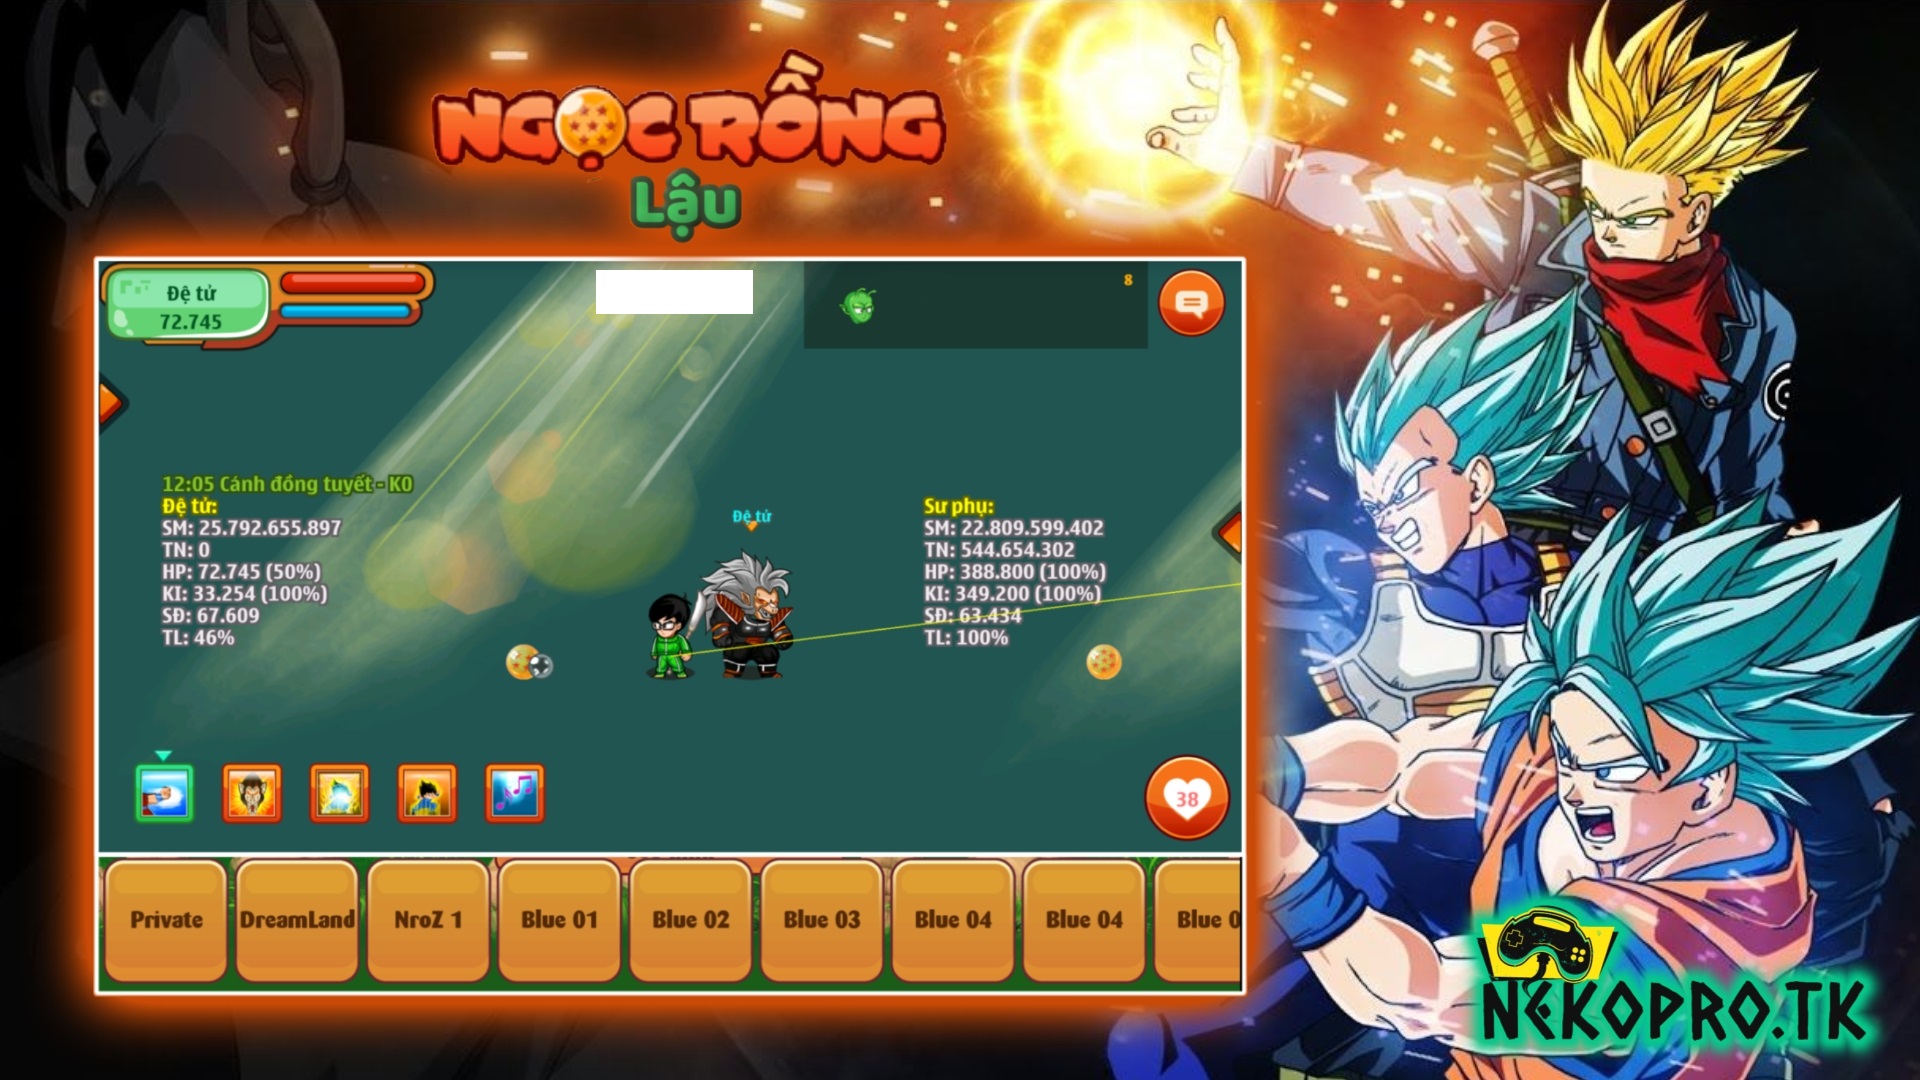 NGỌC RỒNG
Lậu
Đệ tử
72.745
8
12:05 Cánh đồng tuyết - K0
Đệ tử:
SM: 25.792.655.897
TN: 0
HP: 72.745 (50%)
KI: 33.254 (100%)
SĐ: 67.609
TL: 46%
Đệ tử
Sư phụ:
SM: 22.809.599.402
TN: 544.654.302
HP: 388.800 (100%)
KI: 349.200 (100%)
SĐ: 63.434
TL: 100%
38
Private
DreamLand
NroZ 1
Blue 01
Blue 02
Blue 03
Blue 04
Blue 04
Blue 0
NEKOPRO.TK